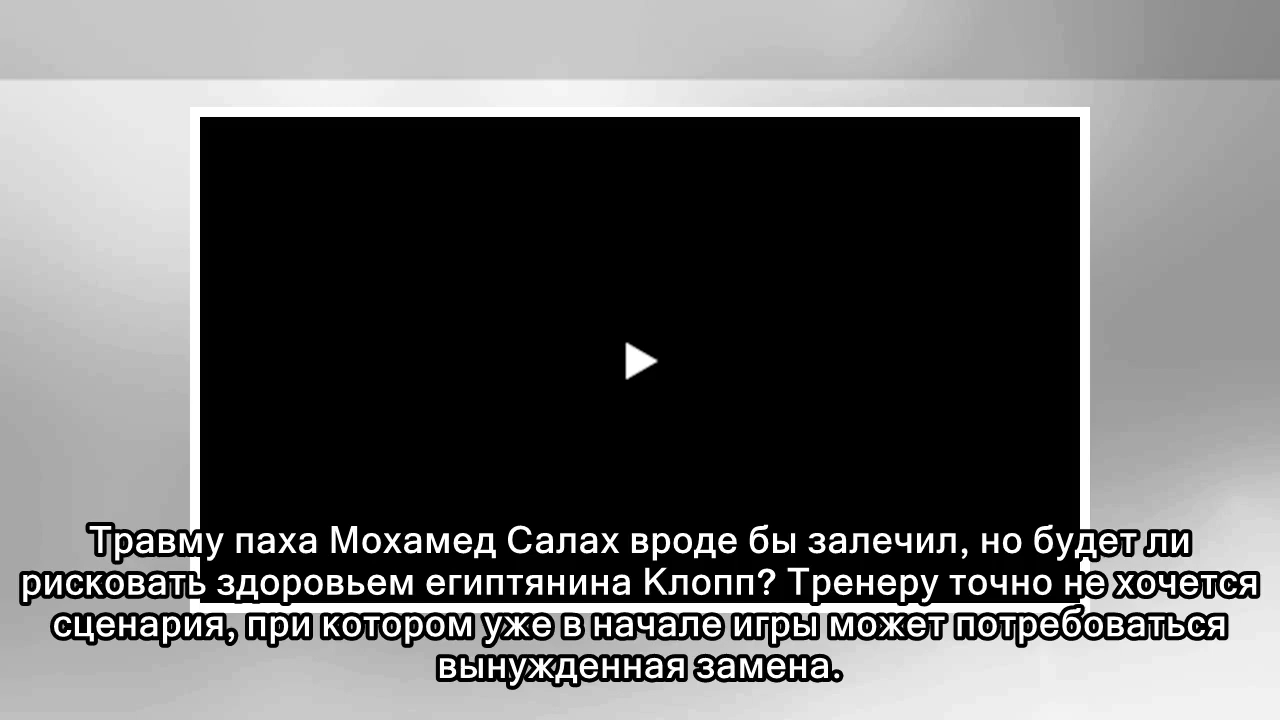 Травму паха Мохамед Салах вроде бы залечил, но будет ли
рисковать здоровьем египтянина Клопп? Тренеру точно не хочется
сценария, при котором уже в начале игры может потребоваться
вынужденная замена.